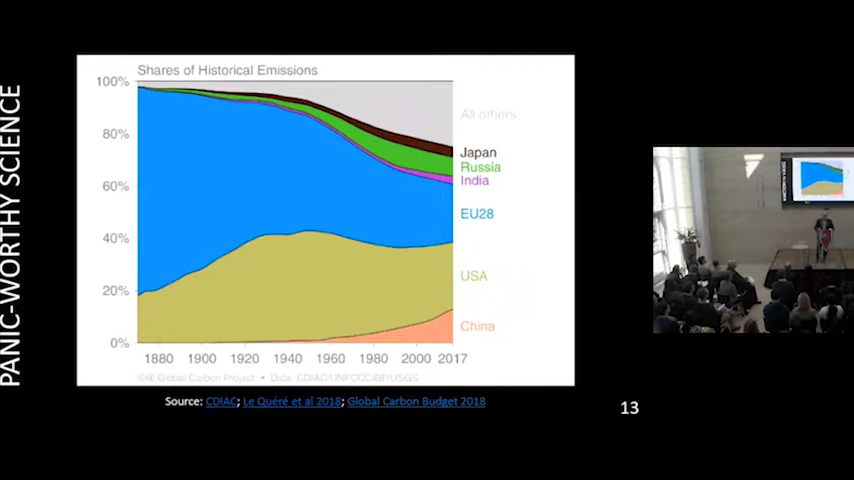 PANIC-WORTHY SCIENCE
Shares of Historical Emissions
100%
80%
60%
40%
20%
0%
All others
Japan
Russia
India
EU28
USA
China
1880 1900 1920 1940 1960 1980 2000 2017
Global Carbon Project • Data: CDIAC/UNFCCC/BP/USGS
Source: CDIAC; Le Quéré et al 2018; Global Carbon Budget 2018
13